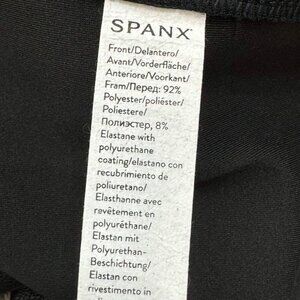 SPANX
Front/Delantero/
Avant/Vorderfläche/
Anteriore/Voorkant/
Fram/Перед: 92%
Polyester/poliéster/
Poliestere/
Полиэстер, 8%
Elastane with
polyurethane
coating/elastano con
recubrimiento de
poliuretano/
Elasthanne avec
revêtement en
polyuréthane/
Elastan mit
Polyurethan-
Beschichtung/
Elastan con
rivestimento in